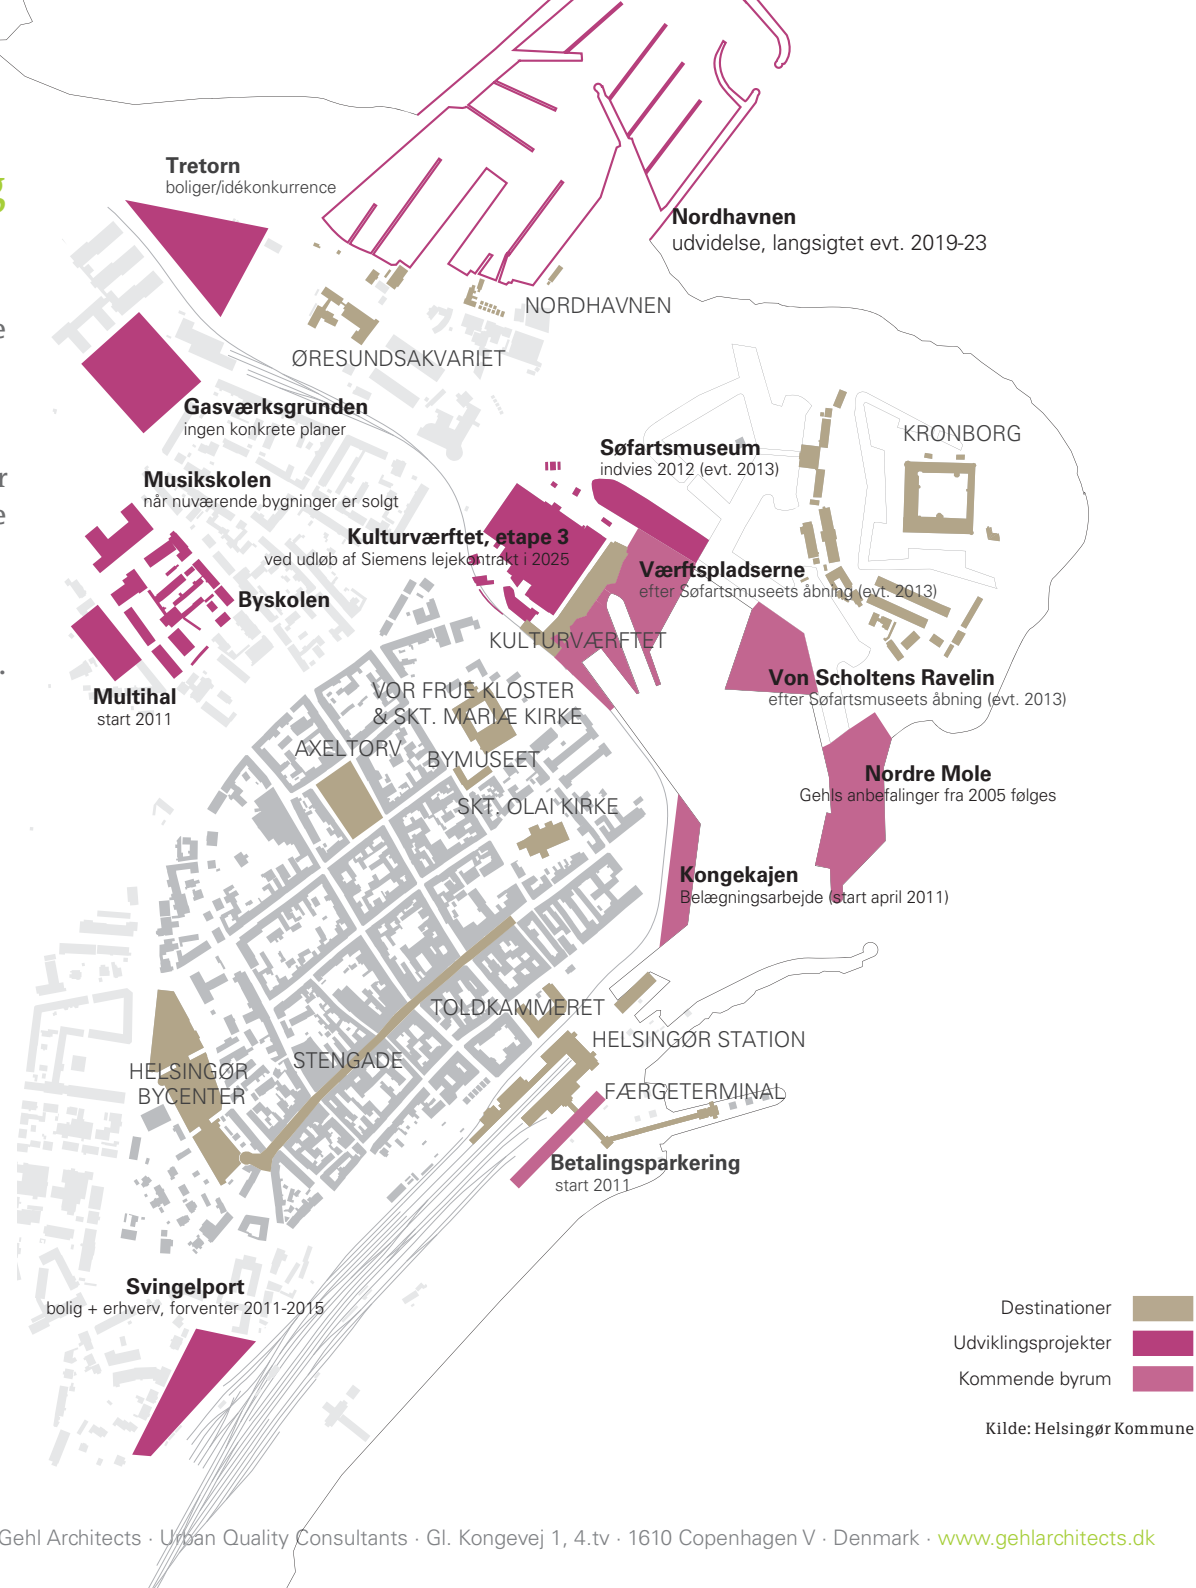 Tretorn
boliger/idékonkurrence
g
Nordhavnen
udvidelse, langsigtet evt. 2019-23
NORDHAVNEN
e
ØRESUNDSAKVARIET
Gasværksgrunden
ingen konkrete planer
KRONBORG
Søfartsmuseum
indvies 2012 (evt. 2013)
r
Musikskolen
når nuværende bygninger er solgt
e
Kulturværftet, etape 3
ved udløb af Siemens lejekontrakt i 2025
Værftspladserne
efter Søfartsmuseets åbning (evt. 2013)
Byskolen
KULTURVÆRFTET
.
Von Scholtens Ravelin
efter Søfartsmuseets åbning (evt. 2013)
Multihal
start 2011
VOR FRUE KLOSTER
& SKT. MARIÆ KIRKE
AXELTORV
BYMUSEET
Nordre Mole
Gehls anbefalinger fra 2005 følges
SKT. OLAI KIRKE
Kongekajen
Belægningsarbejde (start april 2011)
TOLDKAMMERET
HELSINGØR STATION
STENGADE
HELSINGØR
BYCENTER
FÆRGETERMINAL
Betalingsparkering
start 2011
Svingelport
bolig + erhverv, forventer 2011-2015
Destinationer
Udviklingsprojekter
Kommende byrum
Kilde: Helsingør Kommune
Gehl Architects · Urban Quality Consultants · Gl. Kongevej 1, 4.tv · 1610 Copenhagen V · Denmark · www.gehlarchitects.dk